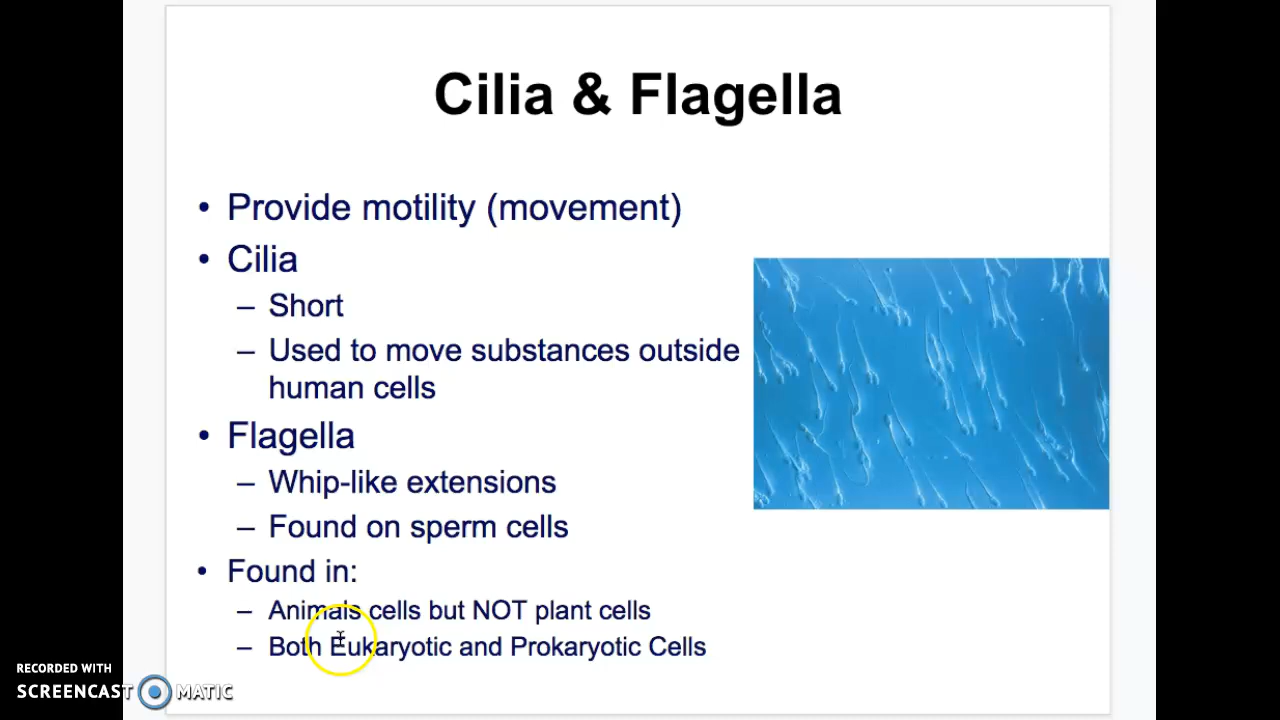 Cilia & Flagella
• Provide motility (movement)
• Cilia
– Short
– Used to move substances outside
human cells
• Flagella
– Whip-like extensions
– Found on sperm cells
• Found in:
– Animals cells but NOT plant cells
– Both Eukaryotic and Prokaryotic Cells
RECORDED WITH
SCREENCAST MATIC